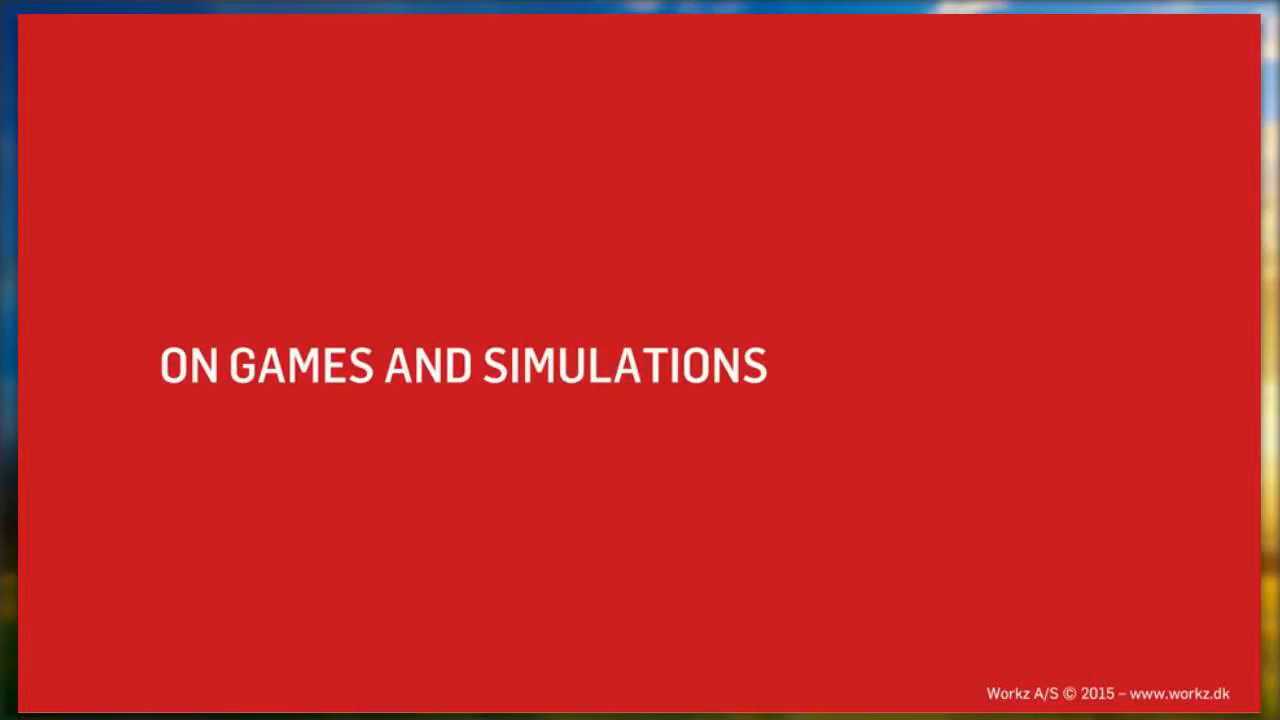 ON GAMES AND SIMULATIONS
Workz A/S © 2015 – www.workz.dk